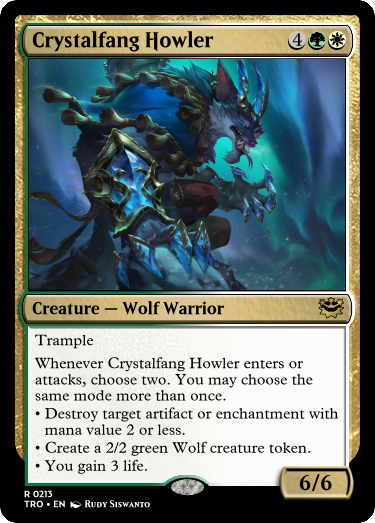 Crystalfang Howler 4
Creature — Wolf Warrior
Trample
Whenever Crystalfang Howler enters or
attacks, choose two. You may choose the
same mode more than once.
• Destroy target artifact or enchantment with
mana value 2 or less.
• Create a 2/2 green Wolf creature token.
• You gain 3 life.
6/6
R 0213
TRO • EN Rudy Siswanto